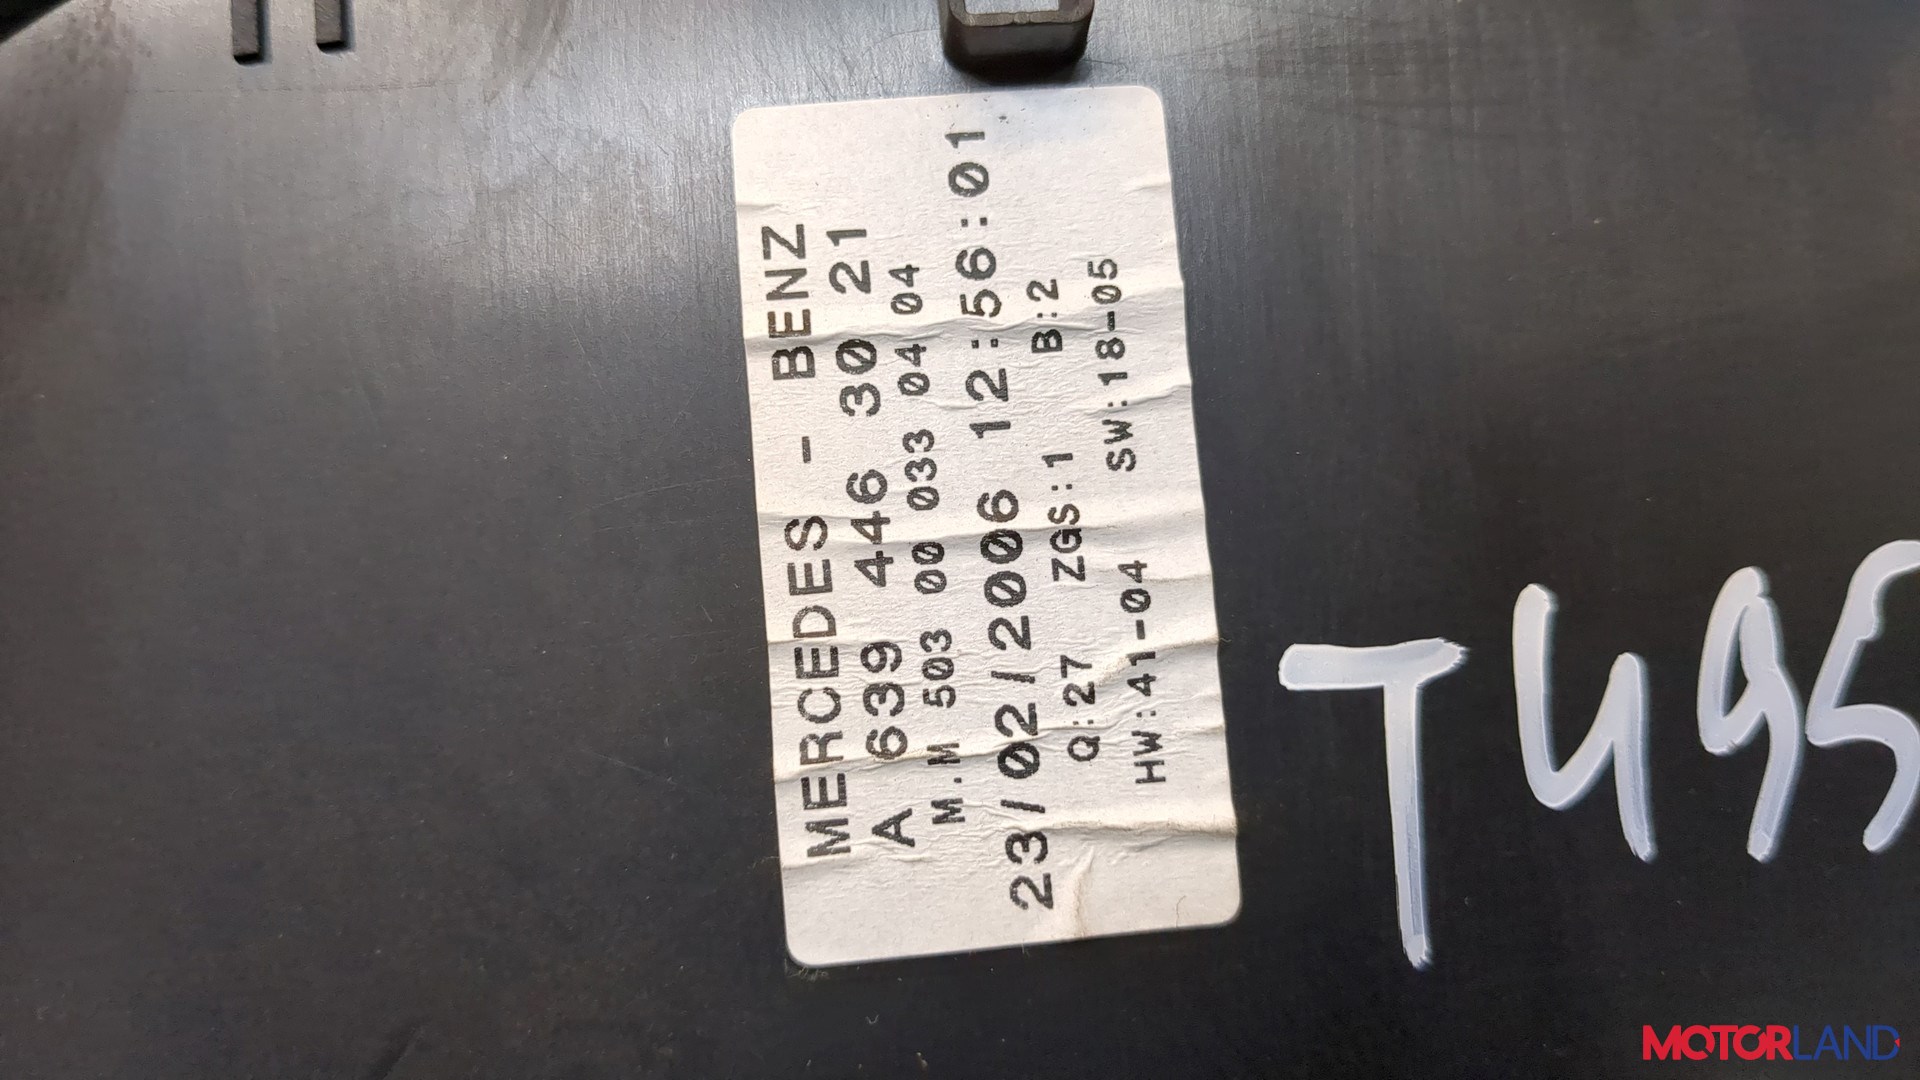 MERCEDES - BENZ
A 639 446 30 21
M.M 503 00 033 04 04
23/02/2006 12:56:01
Q:27 ZGS:1 B:2
HW:41-04 SW:18-05
T495
MOTORLAND